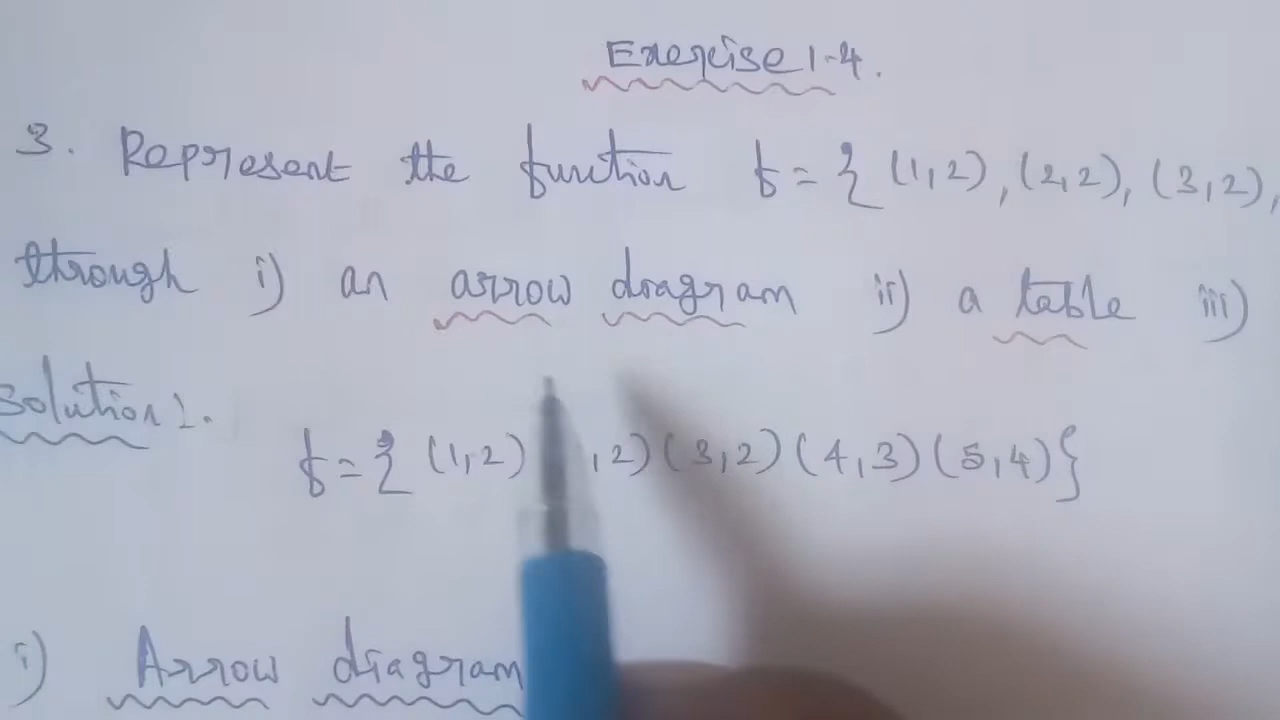 Exercise 1.4.
3. Represent the function f = { (1,2), (2,2), (3,2),
through i) an arrow diagram ii) a table iii)
Solution:.
f = { (1,2) ,2) (3,2) (4,3) (5,4) }
i) Arrow diagram